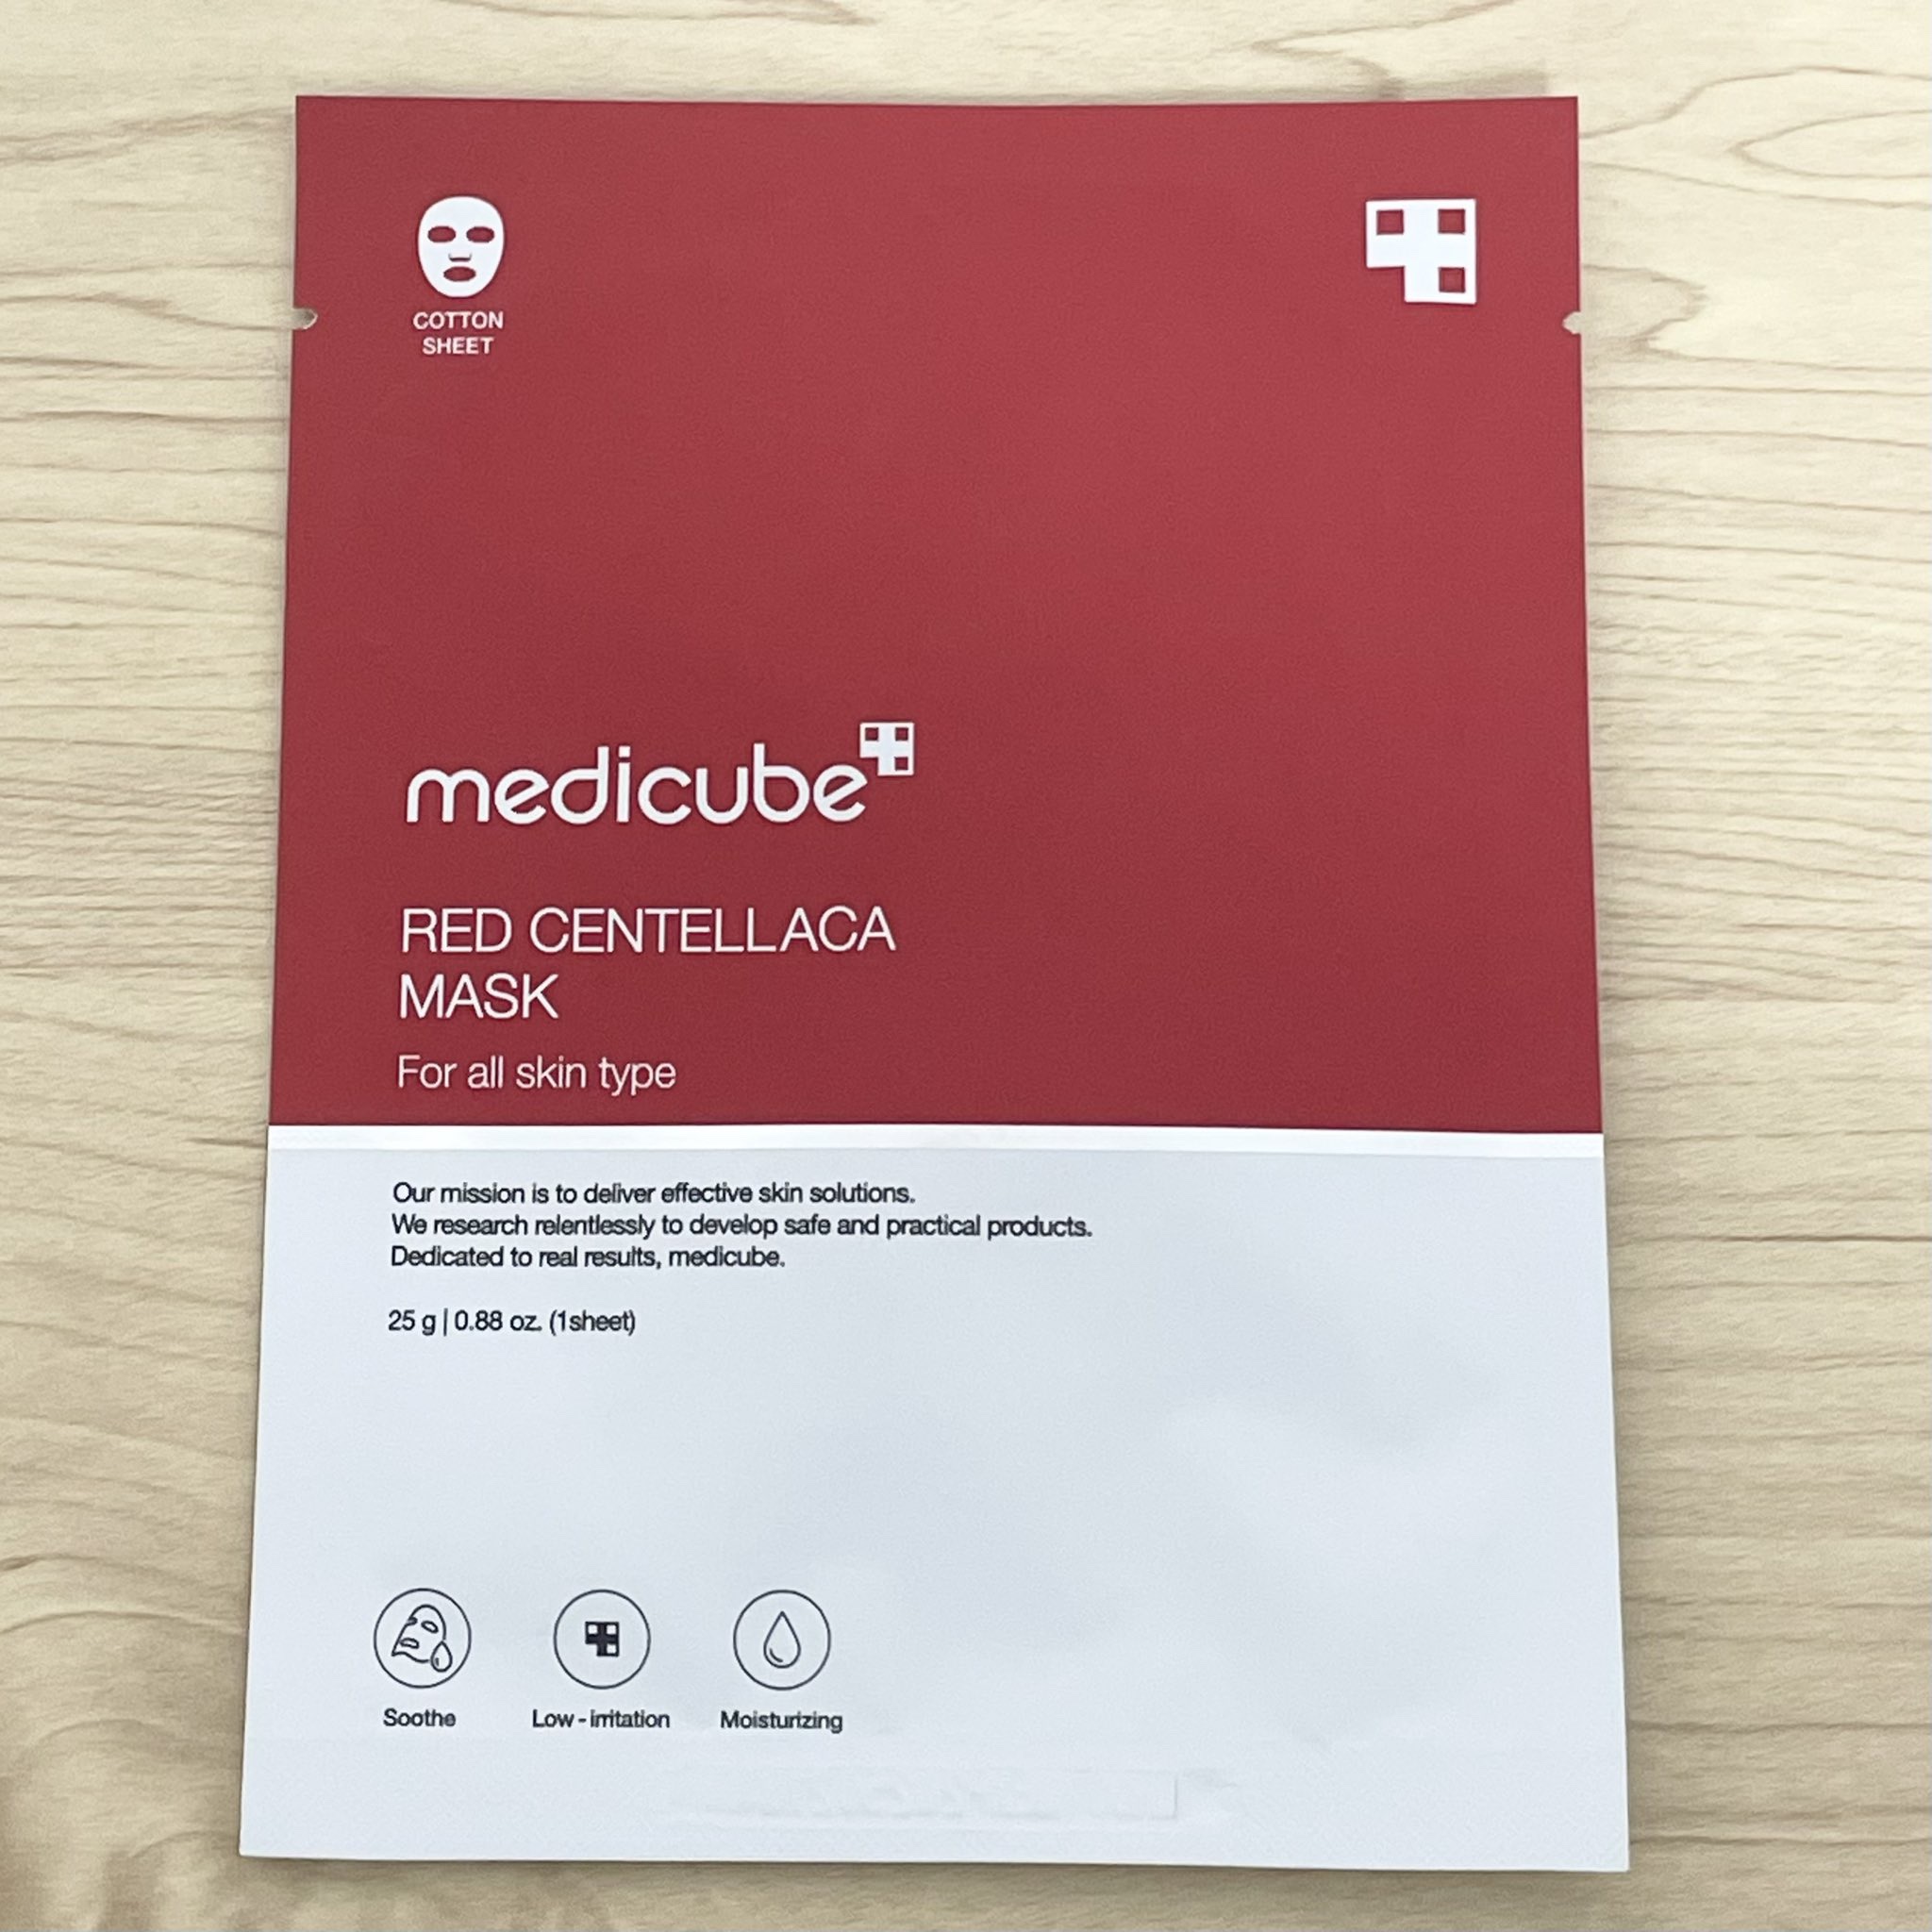 COTTON
SHEET
medicube
RED CENTELLACA
MASK
For all skin type
Our mission is to deliver effective skin solutions.
We research relentlessly to develop safe and practical products.
Dedicated to real results, medicube.
25 g | 0.88 oz. (1sheet)
Soothe
Low-irritation
Moisturizing